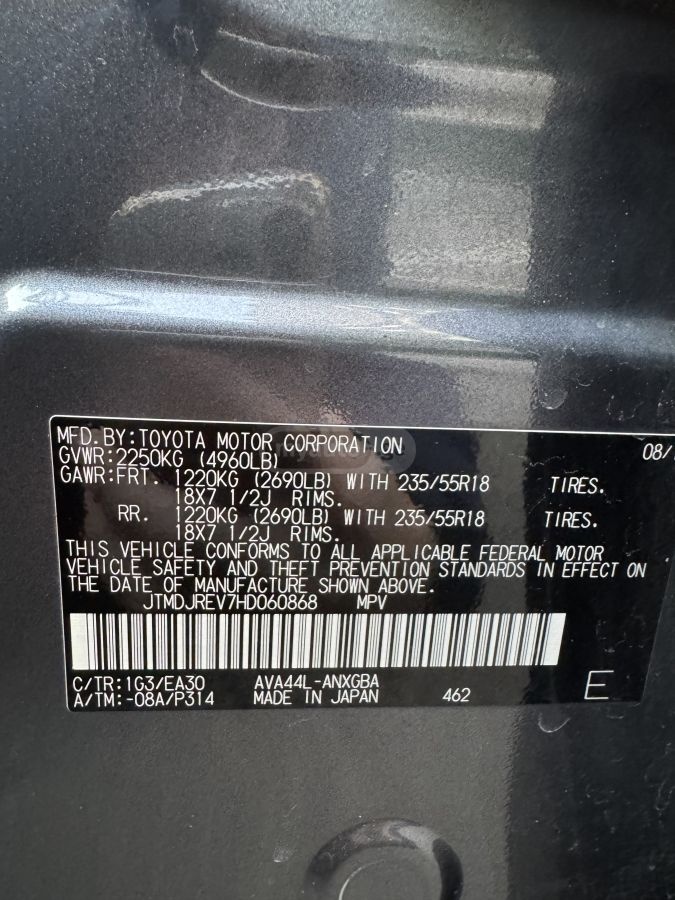 MFD.BY:TOYOTA MOTOR CORPORATION 08/
GVWR:2250KG (4960LB)
GAWR:FRT. 1220KG (2690LB) WITH 235/55R18 TIRES.
18X7 1/2J RIMS.
RR. 1220KG (2690LB) WITH 235/55R18 TIRES.
18X7 1/2J RIMS.
THIS VEHICLE CONFORMS TO ALL APPLICABLE FEDERAL MOTOR
VEHICLE SAFETY AND THEFT PREVENTION STANDARDS IN EFFECT ON
THE DATE OF MANUFACTURE SHOWN ABOVE.
JTMDJREV7HD060868 MPV
C/TR:1G3/EA30 AVA44L-ANXGBA
A/TM:-08A/P314 MADE IN JAPAN 462 E